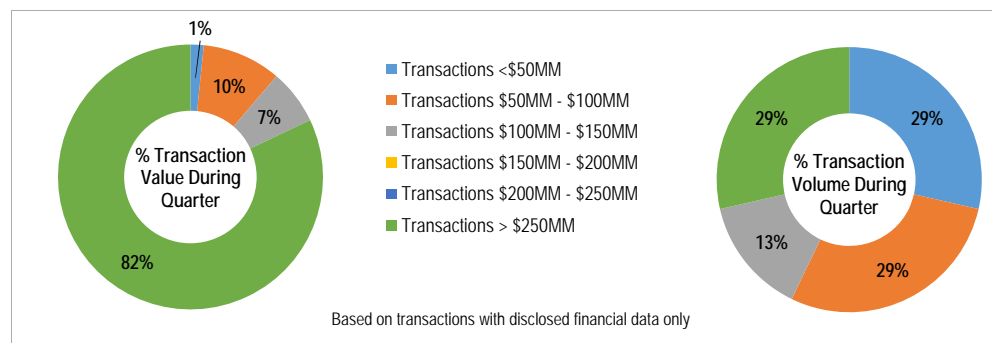 1%
10%
7%
82%
% Transaction
Value During
Quarter
Transactions <$50MM
Transactions $50MM - $100MM
Transactions $100MM - $150MM
Transactions $150MM - $200MM
Transactions $200MM - $250MM
Transactions > $250MM
29%
29%
13%
29%
% Transaction
Volume During
Quarter
Based on transactions with disclosed financial data only